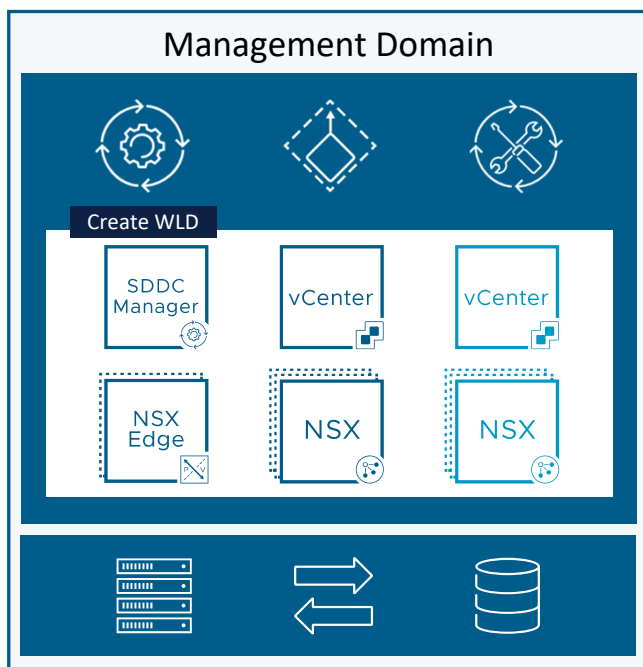 Management Domain
Create WLD
SDDC
Manager
vCenter
vCenter
NSX
Edge
P
V
NSX
NSX